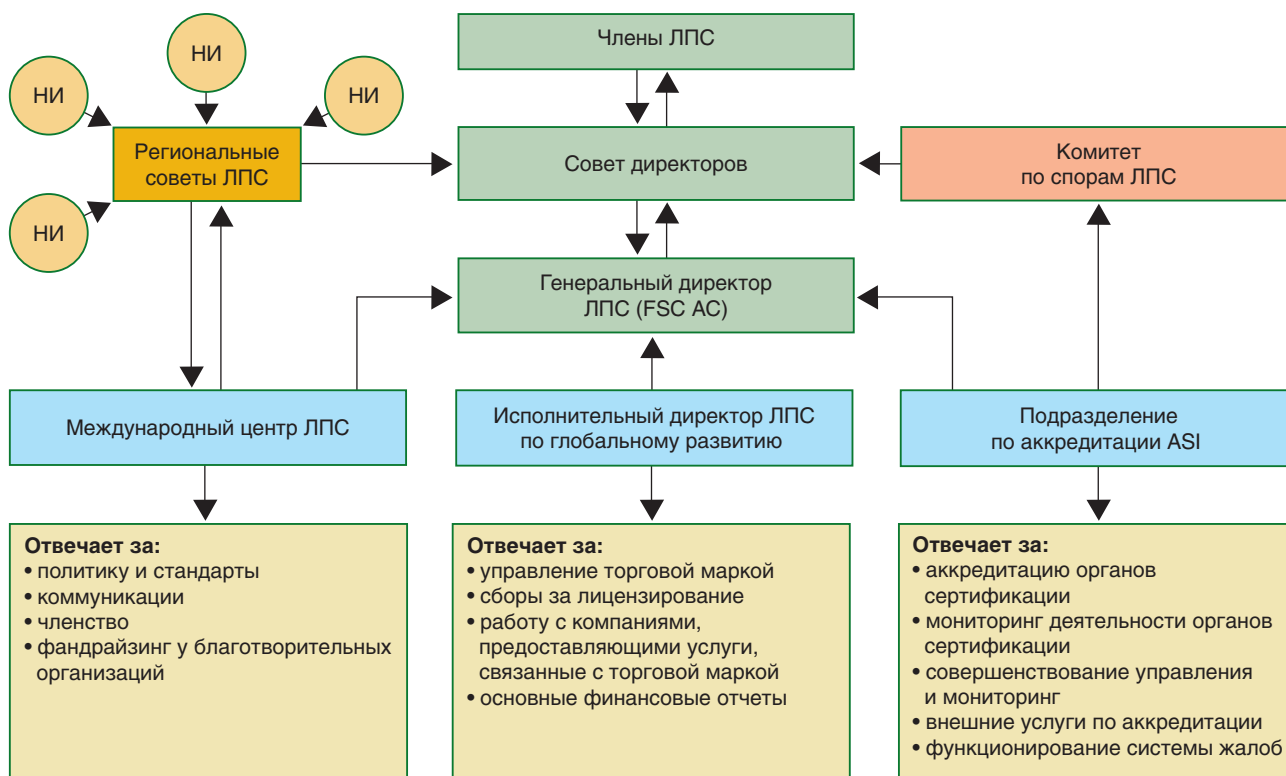 НИ
НИ
НИ
НИ
Члены ЛПС
Региональные
советы ЛПС
Совет директоров
Комитет
по спорам ЛПС
Генеральный директор
ЛПС (FSC AC)
Международный центр ЛПС
Исполнительный директор ЛПС
по глобальному развитию
Подразделение
по аккредитации ASI
Отвечает за:
• политику и стандарты
• коммуникации
• членство
• фандрайзинг у благотворительных
организаций
Отвечает за:
• управление торговой маркой
• сборы за лицензирование
• работу с компаниями,
предоставляющими услуги,
связанные с торговой маркой
• основные финансовые отчеты
Отвечает за:
• аккредитацию органов
сертификации
• мониторинг деятельности органов
сертификации
• совершенствование управления
и мониторинг
• внешние услуги по аккредитации
• функционирование системы жалоб